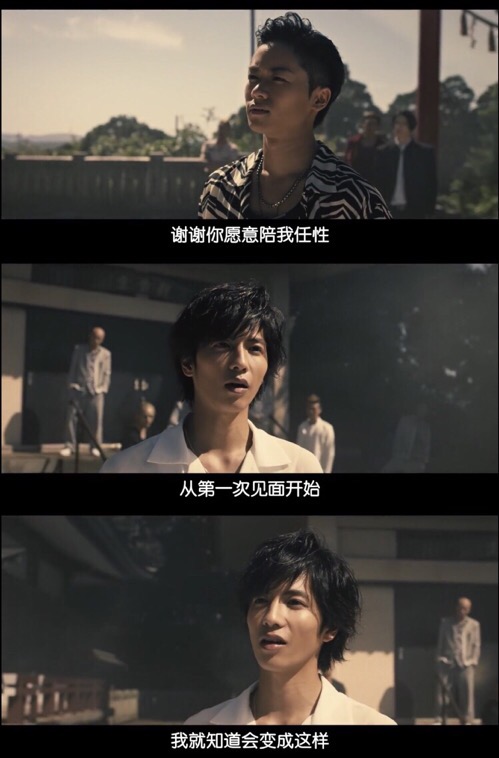 谢谢你愿意陪我任性
从第一次见面开始
我就知道会变成这样